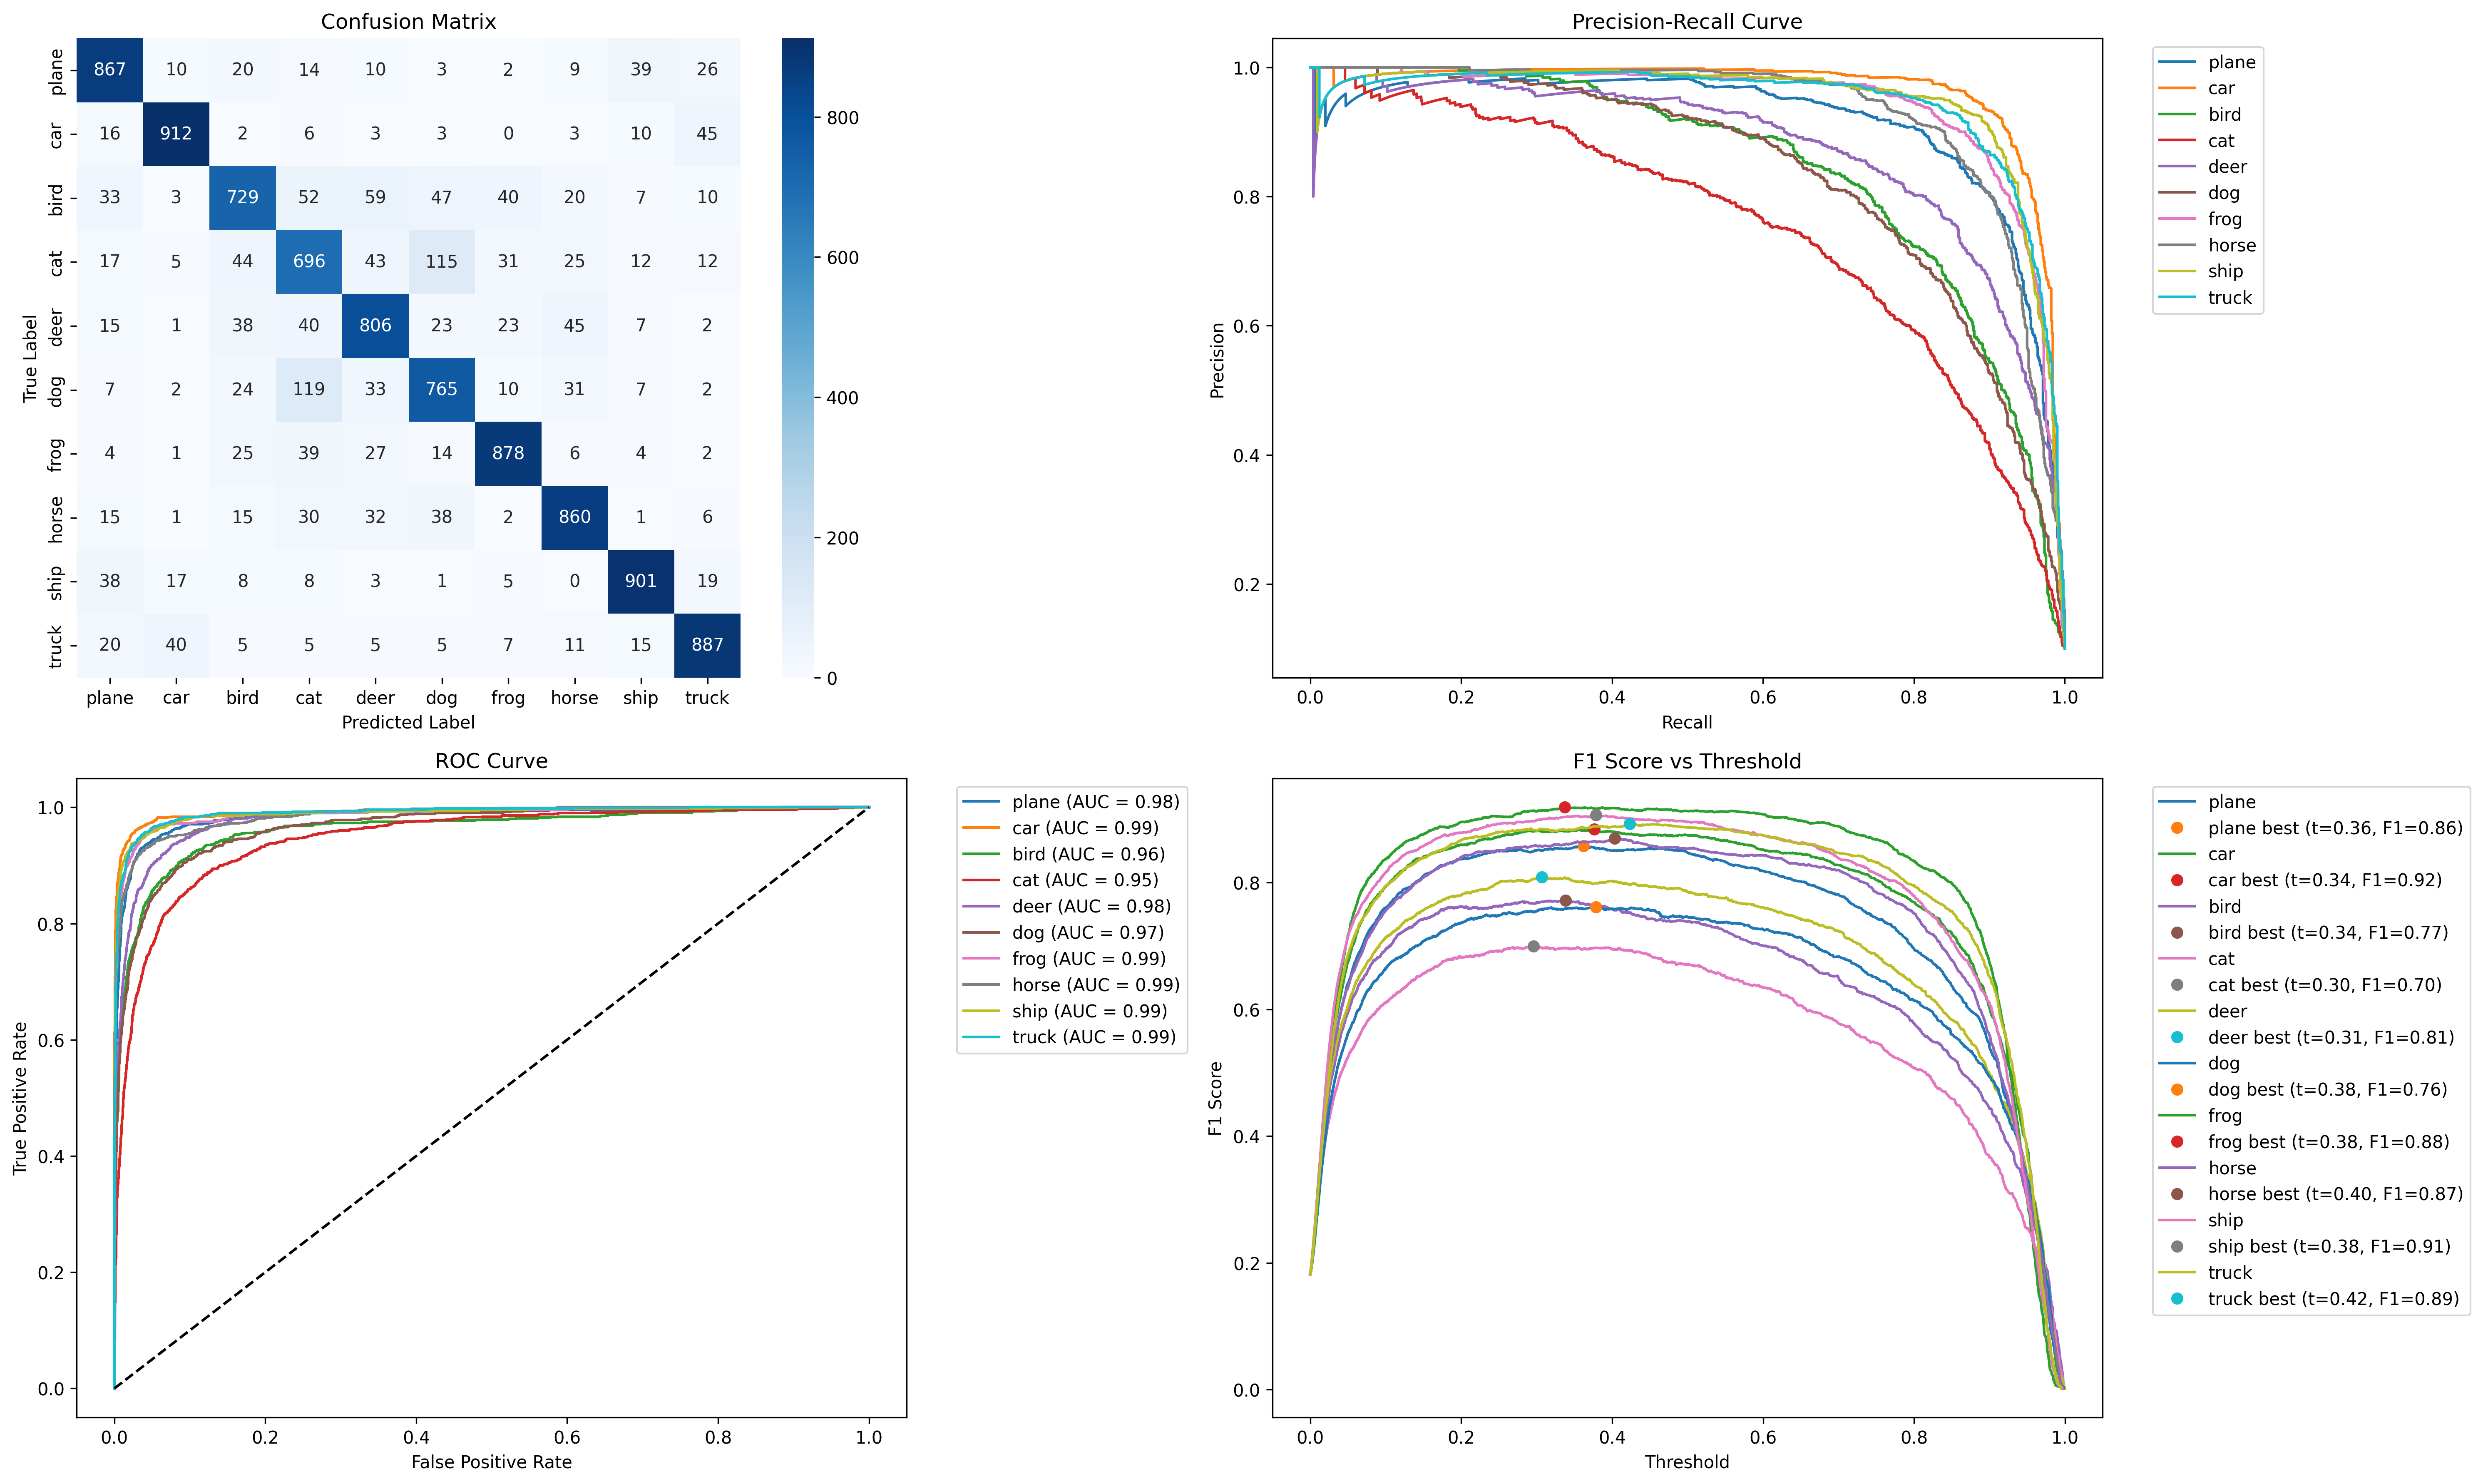 Confusion Matrix
True Label
plane 867 10 20 14 10 3 2 9 39 26
car 16 912 2 6 3 3 0 3 10 45
bird 33 3 729 52 59 47 40 20 7 10
cat 17 5 44 696 43 115 31 25 12 12
deer 15 1 38 40 806 23 23 45 7 2
dog 7 2 24 119 33 765 10 31 7 2
frog 4 1 25 39 27 14 878 6 4 2
horse 15 1 15 30 32 38 2 860 1 6
ship 38 17 8 8 3 1 5 0 901 19
truck 20 40 5 5 5 5 7 11 15 887
plane car bird cat deer dog frog horse ship truck
Predicted Label
800
600
400
200
0
Precision-Recall Curve
Precision
1.0
0.8
0.6
0.4
0.2
0.0 0.2 0.4 0.6 0.8 1.0
Recall
plane
car
bird
cat
deer
dog
frog
horse
ship
truck
ROC Curve
True Positive Rate
1.0
0.8
0.6
0.4
0.2
0.0
0.0 0.2 0.4 0.6 0.8 1.0
False Positive Rate
plane (AUC = 0.98)
car (AUC = 0.99)
bird (AUC = 0.96)
cat (AUC = 0.95)
deer (AUC = 0.98)
dog (AUC = 0.97)
frog (AUC = 0.99)
horse (AUC = 0.99)
ship (AUC = 0.99)
truck (AUC = 0.99)
F1 Score vs Threshold
F1 Score
0.8
0.6
0.4
0.2
0.0
0.0 0.2 0.4 0.6 0.8 1.0
Threshold
plane
plane best (t=0.36, F1=0.86)
car
car best (t=0.34, F1=0.92)
bird
bird best (t=0.34, F1=0.77)
cat
cat best (t=0.30, F1=0.70)
deer
deer best (t=0.31, F1=0.81)
dog
dog best (t=0.38, F1=0.76)
frog
frog best (t=0.38, F1=0.88)
horse
horse best (t=0.40, F1=0.87)
ship
ship best (t=0.38, F1=0.91)
truck
truck best (t=0.42, F1=0.89)